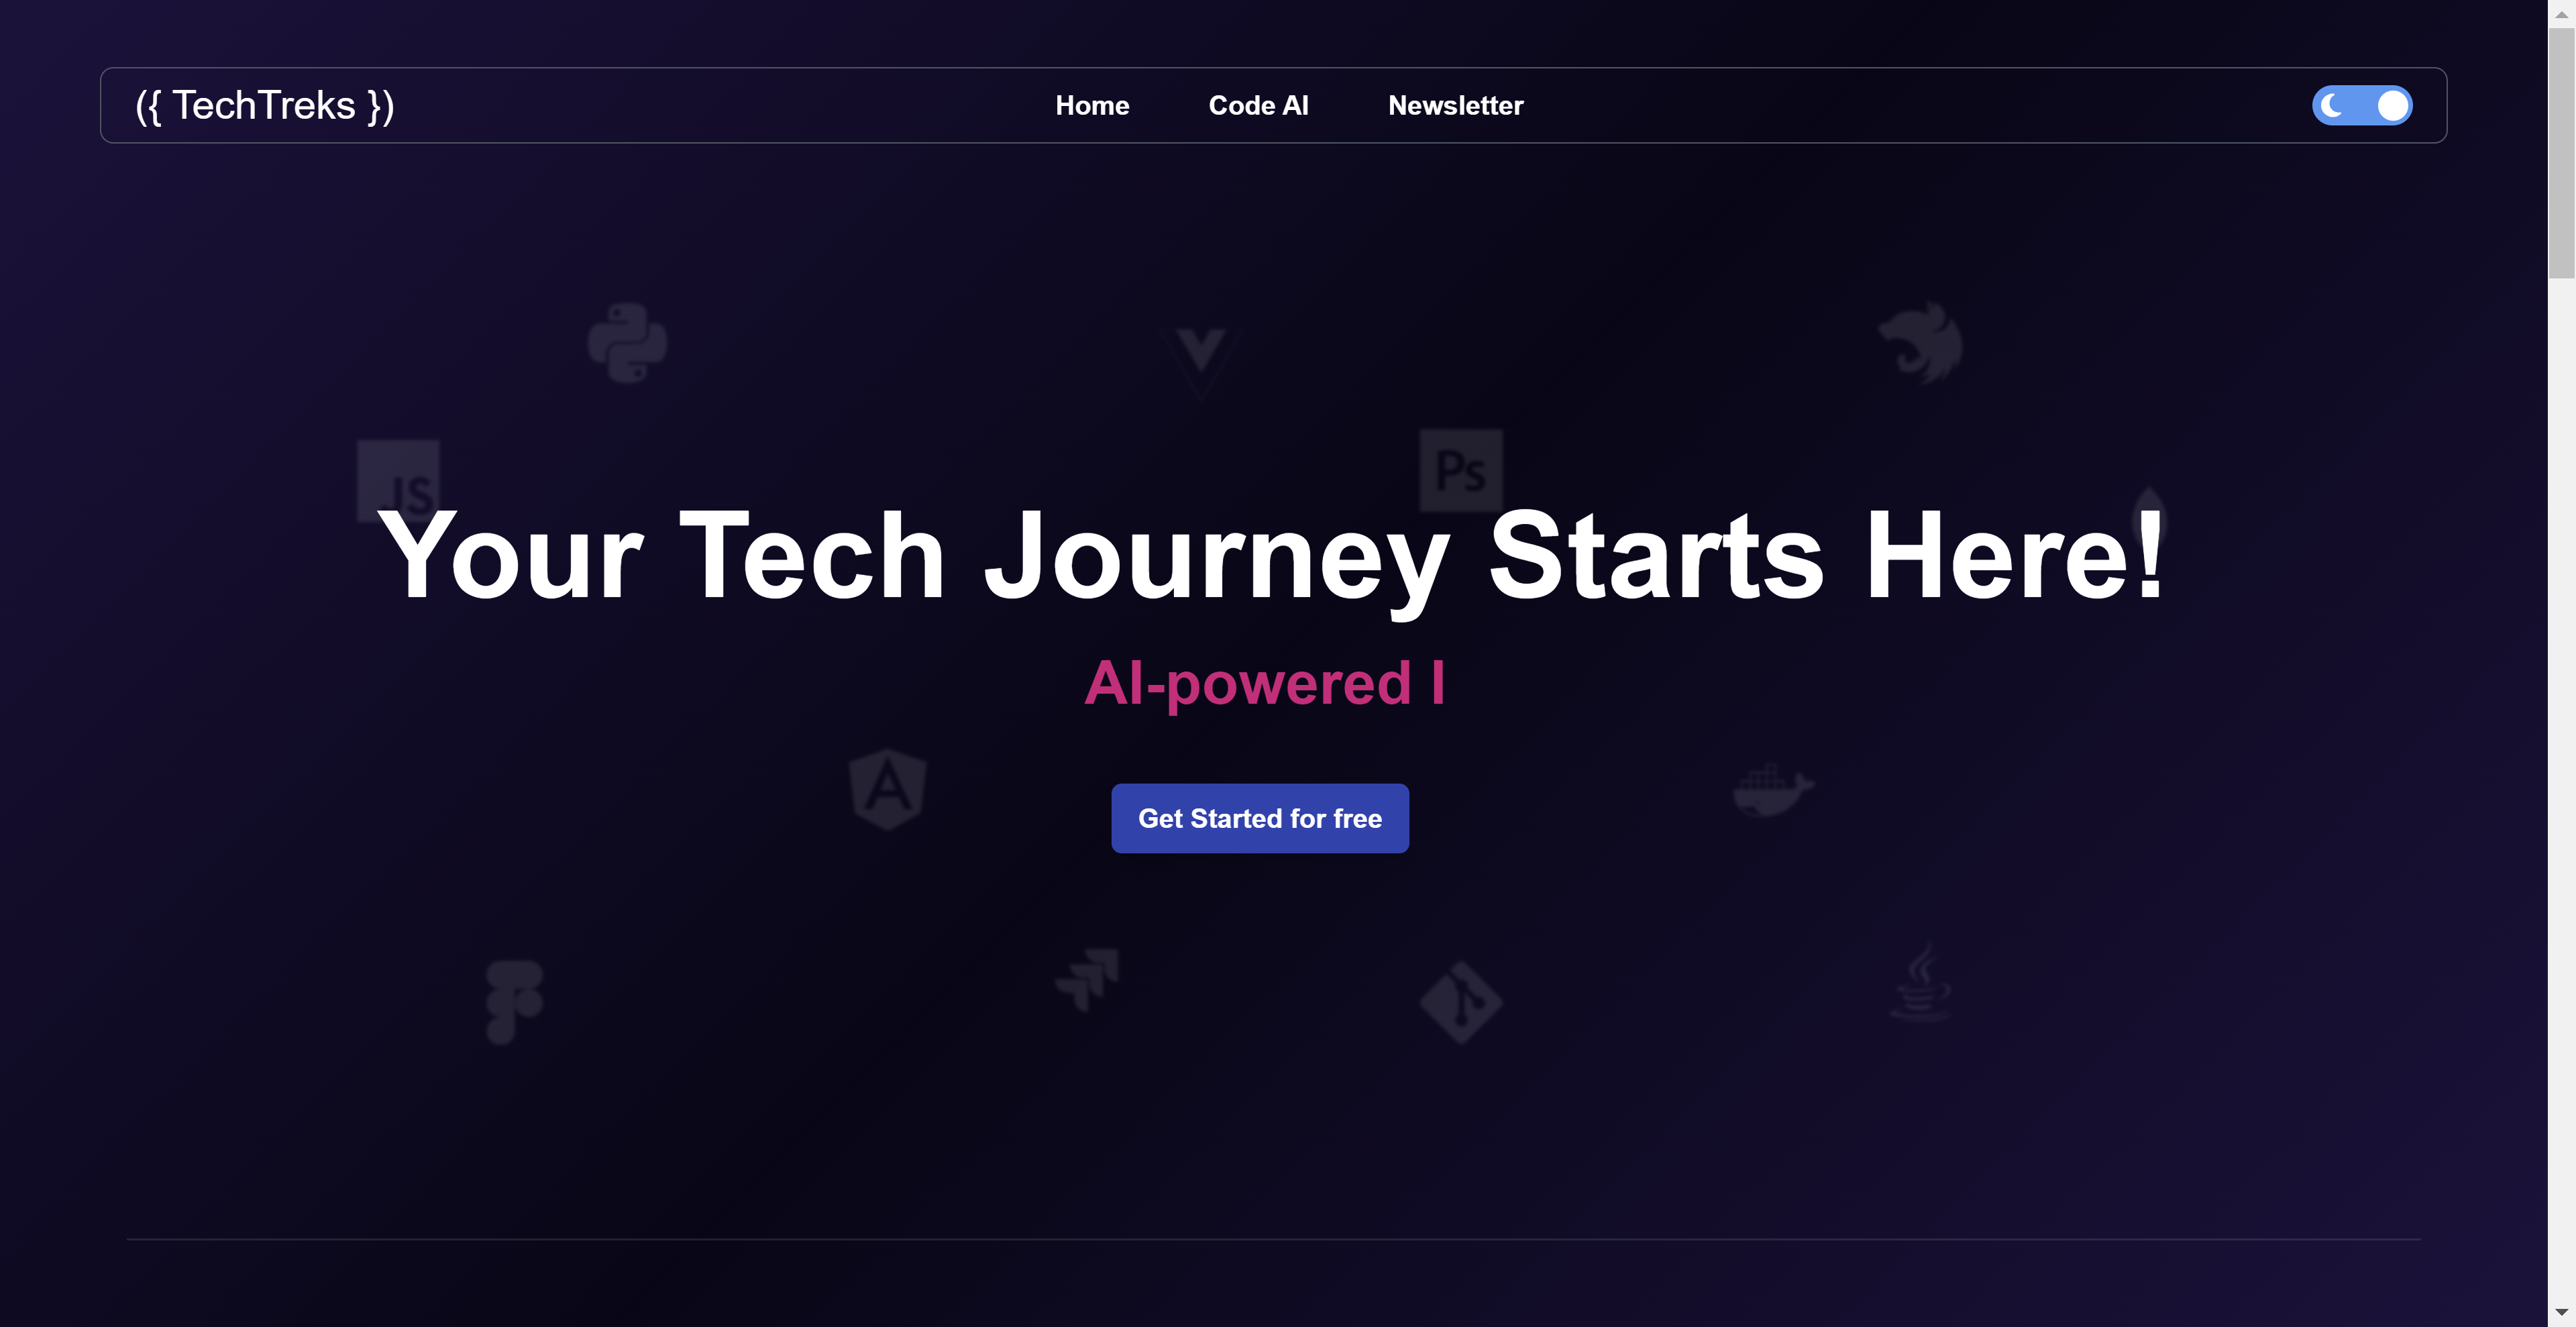 ({ TechTreks })
Home
Code AI
Newsletter
JS
Ps
Your Tech Journey Starts Here!
AI-powered I
Get Started for free